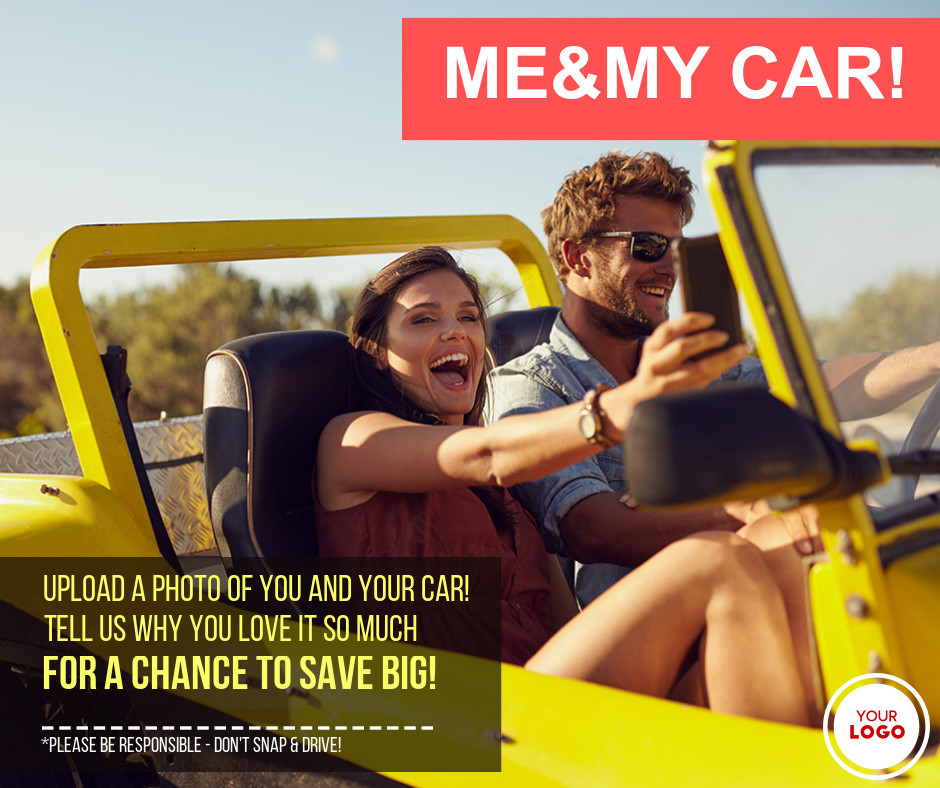 ME&MY CAR!
UPLOAD A PHOTO OF YOU AND YOUR CAR!
TELL US WHY YOU LOVE IT SO MUCH
FOR A CHANCE TO SAVE BIG!
*PLEASE BE RESPONSIBLE - DON'T SNAP & DRIVE!
YOUR
LOGO